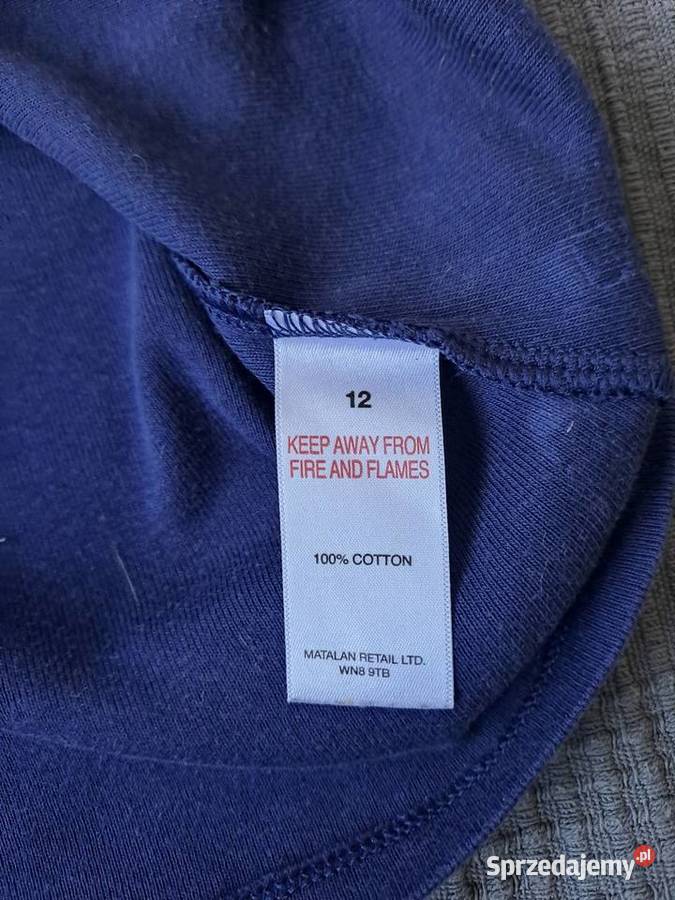 12
KEEP AWAY FROM
FIRE AND FLAMES
100% COTTON
MATALAN RETAIL LTD.
WN8 9TB
Sprzedajemy.pl